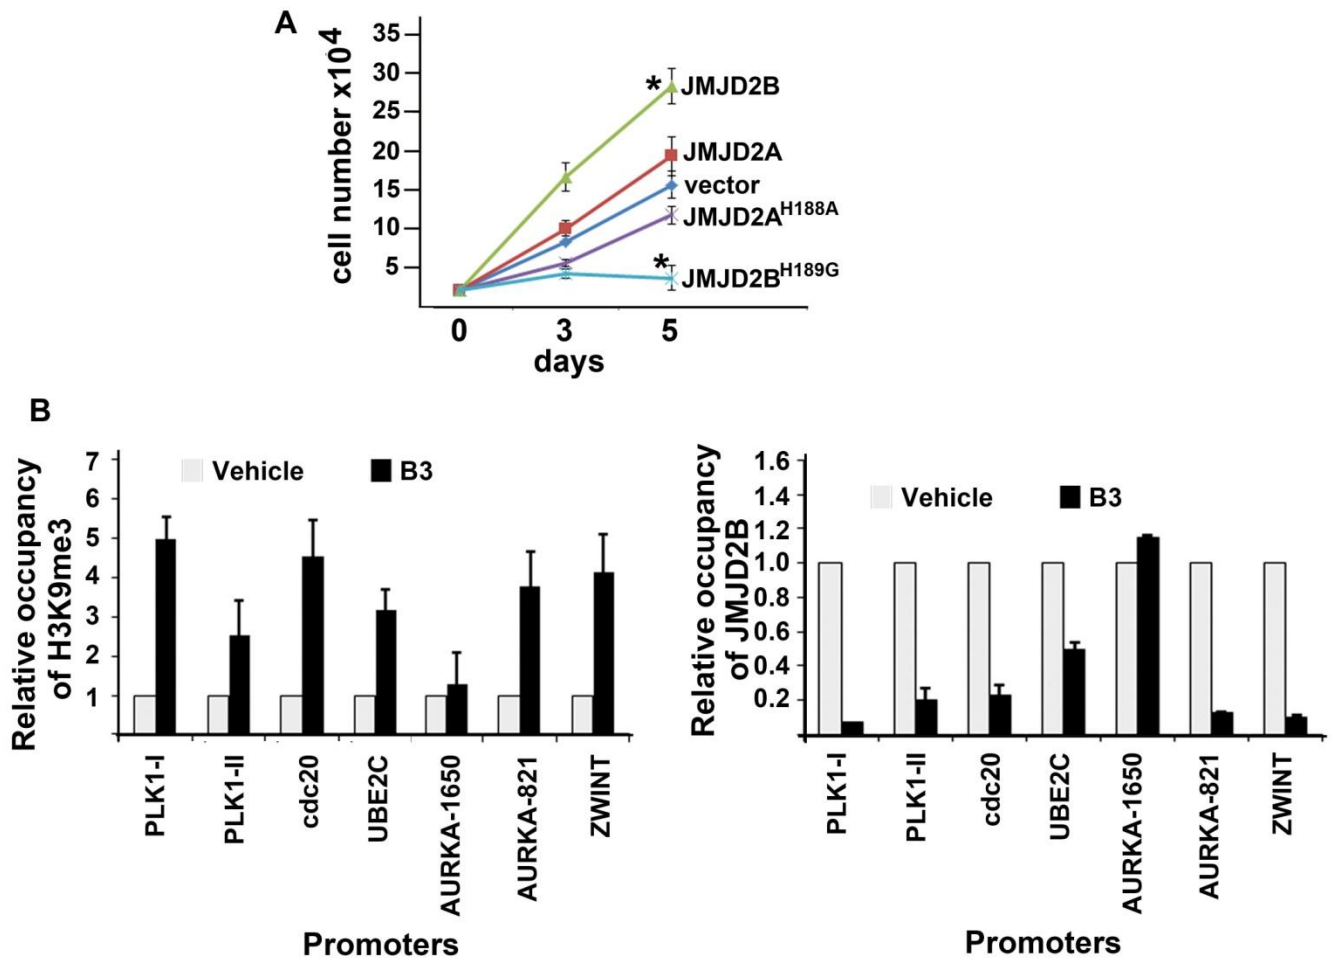 A
cell number x10⁴
35
30
25
20
15
10
5
* JMJD2B
JMJD2A
vector
JMJD2A^H188A
* JMJD2B^H189G
0 3 5
days
B
Relative occupancy
of H3K9me3
7
6
5
4
3
2
1
Vehicle B3
PLK1-I
PLK1-II
cdc20
UBE2C
AURKA-1650
AURKA-821
ZWINT
Promoters
Relative occupancy
of JMJD2B
1.6
1.4
1.2
1.0
0.8
0.6
0.4
0.2
Vehicle B3
PLK1-I
PLK1-II
cdc20
UBE2C
AURKA-1650
AURKA-821
ZWINT
Promoters